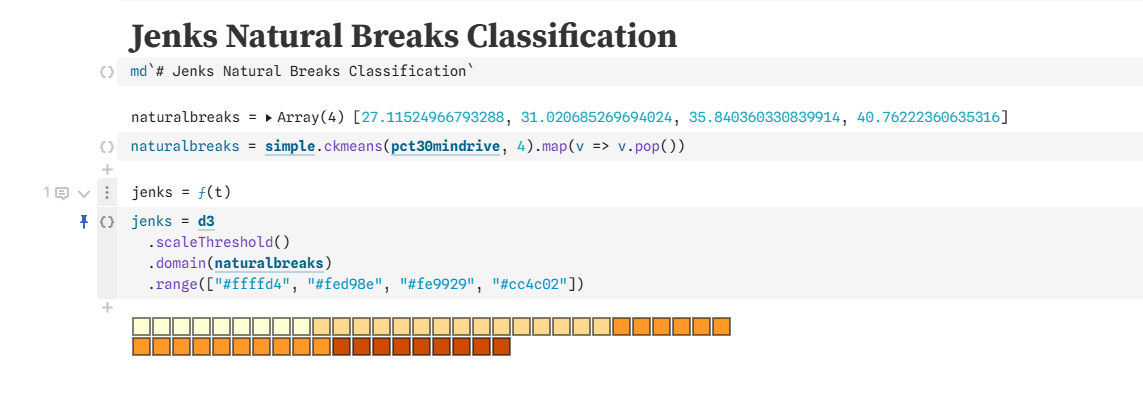 Jenks Natural Breaks Classification
{} md`# Jenks Natural Breaks Classification`
naturalbreaks = ▸ Array(4) [27.11524966793288, 31.020685269694024, 35.840360330839914, 40.76222360635316]
{} naturalbreaks = simple.ckmeans(pct30mindrive, 4).map(v => v.pop())
+
1 jenks = ƒ(t)
{} jenks = d3
.scaleThreshold()
.domain(naturalbreaks)
.range(["#ffffd4", "#fed98e", "#fe9929", "#cc4c02"])
+